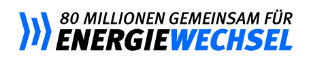 80 MILLIONEN GEMEINSAM FÜR
ENERGIEWECHSEL